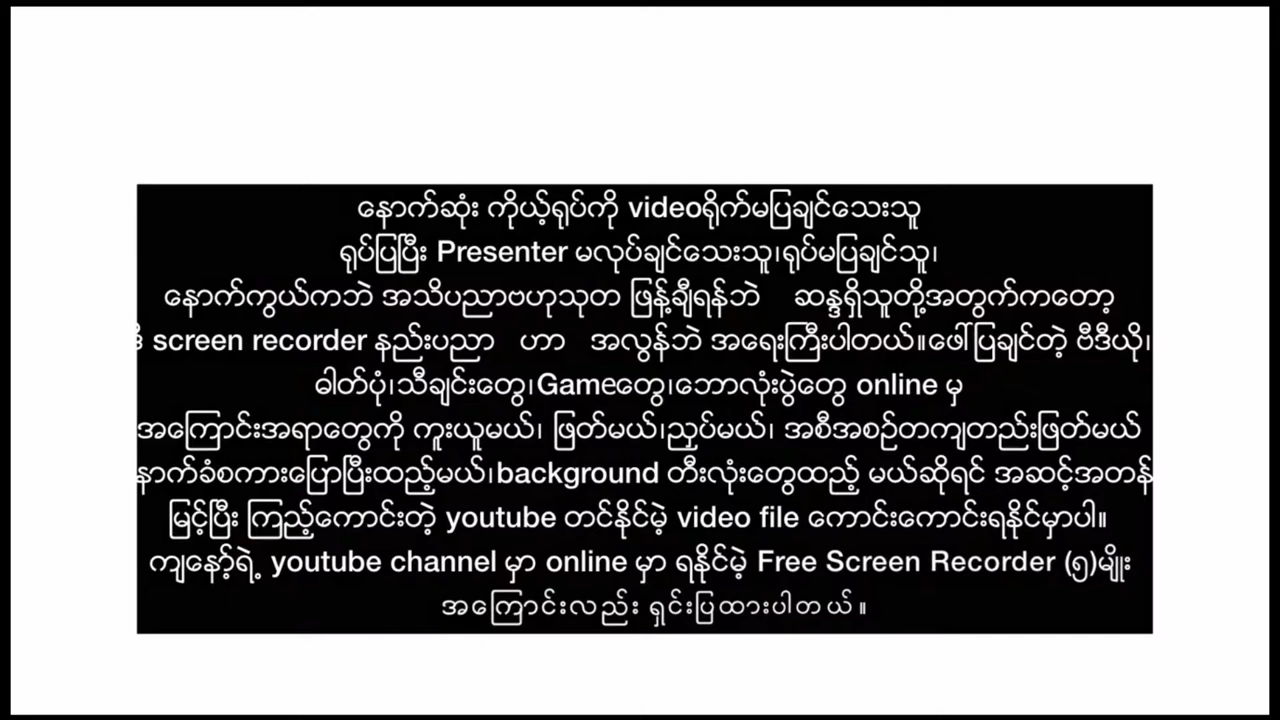 နောက်ဆုံး ကိုယ့်ရုပ်ကို videoရိုက်မပြချင်သေးသူ
ရုပ်ပြပြီး Presenter မလုပ်ချင်သေးသူ၊ရုပ်မပြချင်သူ၊
နောက်ကွယ်ကဘဲ အသိပညာဗဟုသုတ ဖြန့်ချီရန်ဘဲ ဆန္ဒရှိသူတို့အတွက်ကတော့
ဒီ screen recorder နည်းပညာ ဟာ အလွန်ဘဲ အရေးကြီးပါတယ်။ဖေါ်ပြချင်တဲ့ ဗီဒီယို၊
ဓါတ်ပုံ၊သီချင်းတွေ၊Gameတွေ၊ဘောလုံးပွဲတွေ online မှ
အကြောင်းအရာတွေကို ကူးယူမယ်၊ ဖြတ်မယ်၊ညှပ်မယ်၊ အစီအစဉ်တကျတည်းဖြတ်မယ်
နောက်ခံစကားပြောပြီးထည့်မယ်၊background တီးလုံးတွေထည့် မယ်ဆိုရင် အဆင့်အတန်
မြင့်ပြီး ကြည့်ကောင်းတဲ့ youtube တင်နိုင်မဲ့ video file ကောင်းကောင်းရနိုင်မှာပါ။
ကျနော့်ရဲ့ youtube channel မှာ online မှာ ရနိုင်မဲ့ Free Screen Recorder (၅)မျိုး
အကြောင်းလည်း ရှင်းပြထားပါတယ်။